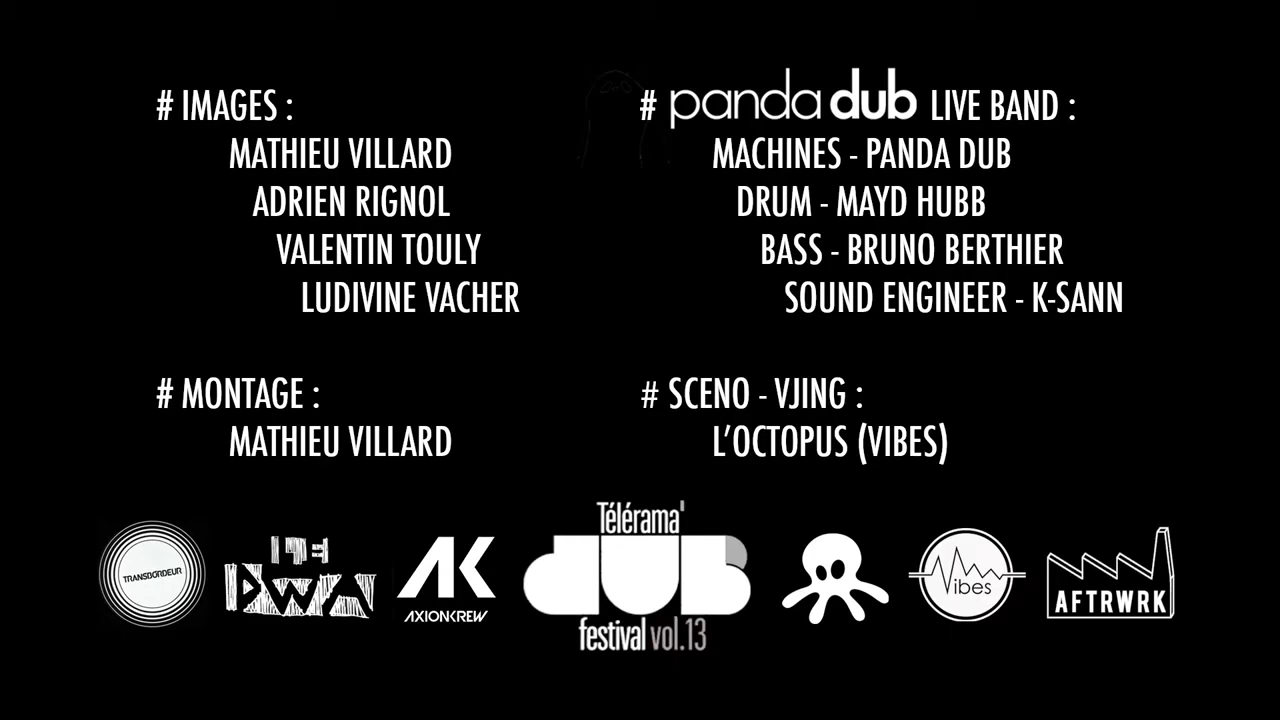 # IMAGES :
MATHIEU VILLARD
ADRIEN RIGNOL
VALENTIN TOULY
LUDIVINE VACHER
# panda dub LIVE BAND :
MACHINES - PANDA DUB
DRUM - MAYD HUBB
BASS - BRUNO BERTHIER
SOUND ENGINEER - K-SANN
# MONTAGE :
MATHIEU VILLARD
# SCENO - VJING :
L’OCTOPUS (VIBES)
TRANSBORDEUR
AK
AXIONKREW
Télérama'
DUB
festival vol.13
Vibes
AFTRWRK